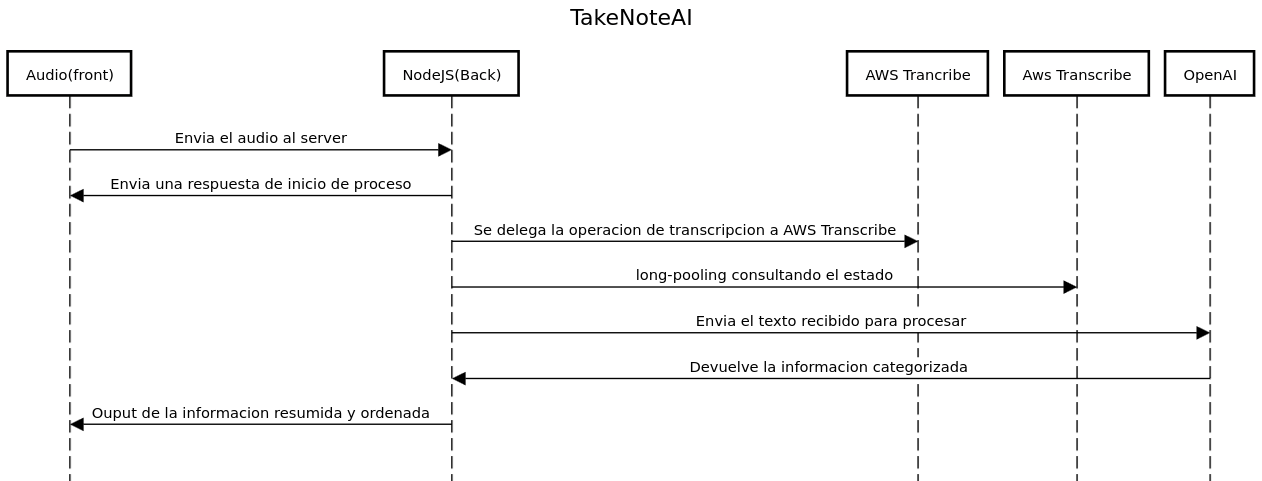 TakeNoteAI
Audio(front)
NodeJS(Back)
AWS Trancribe
Aws Transcribe
OpenAI
Envia el audio al server
Envia una respuesta de inicio de proceso
Se delega la operacion de transcripcion a AWS Transcribe
long-pooling consultando el estado
Envia el texto recibido para procesar
Devuelve la informacion categorizada
Ouput de la informacion resumida y ordenada